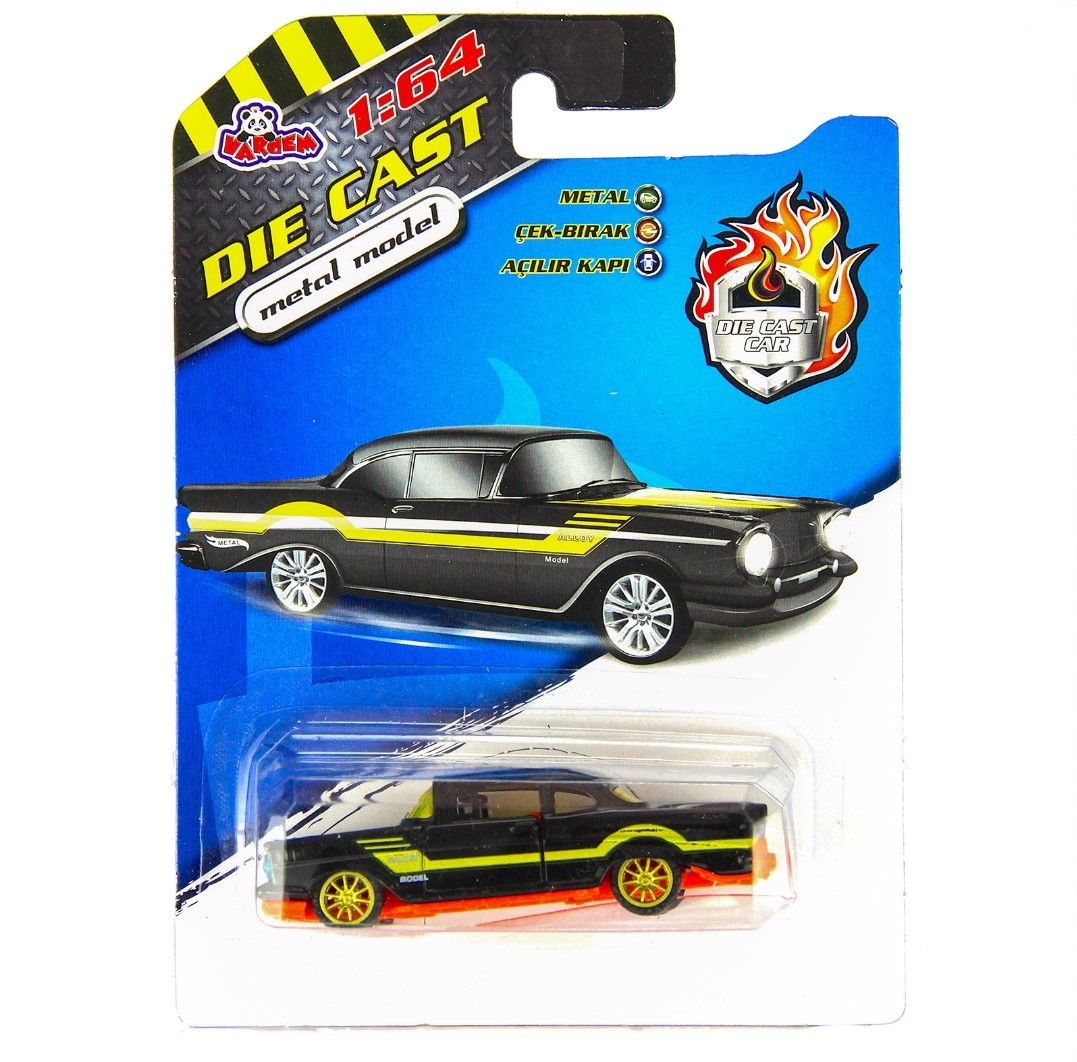 VARDEM
1:64
DIE CAST
metal model
METAL
ÇEK-BIRAK
AÇILIR KAPI
DIE CAST
CAR
METAL
ALLOY
Model
MODEL